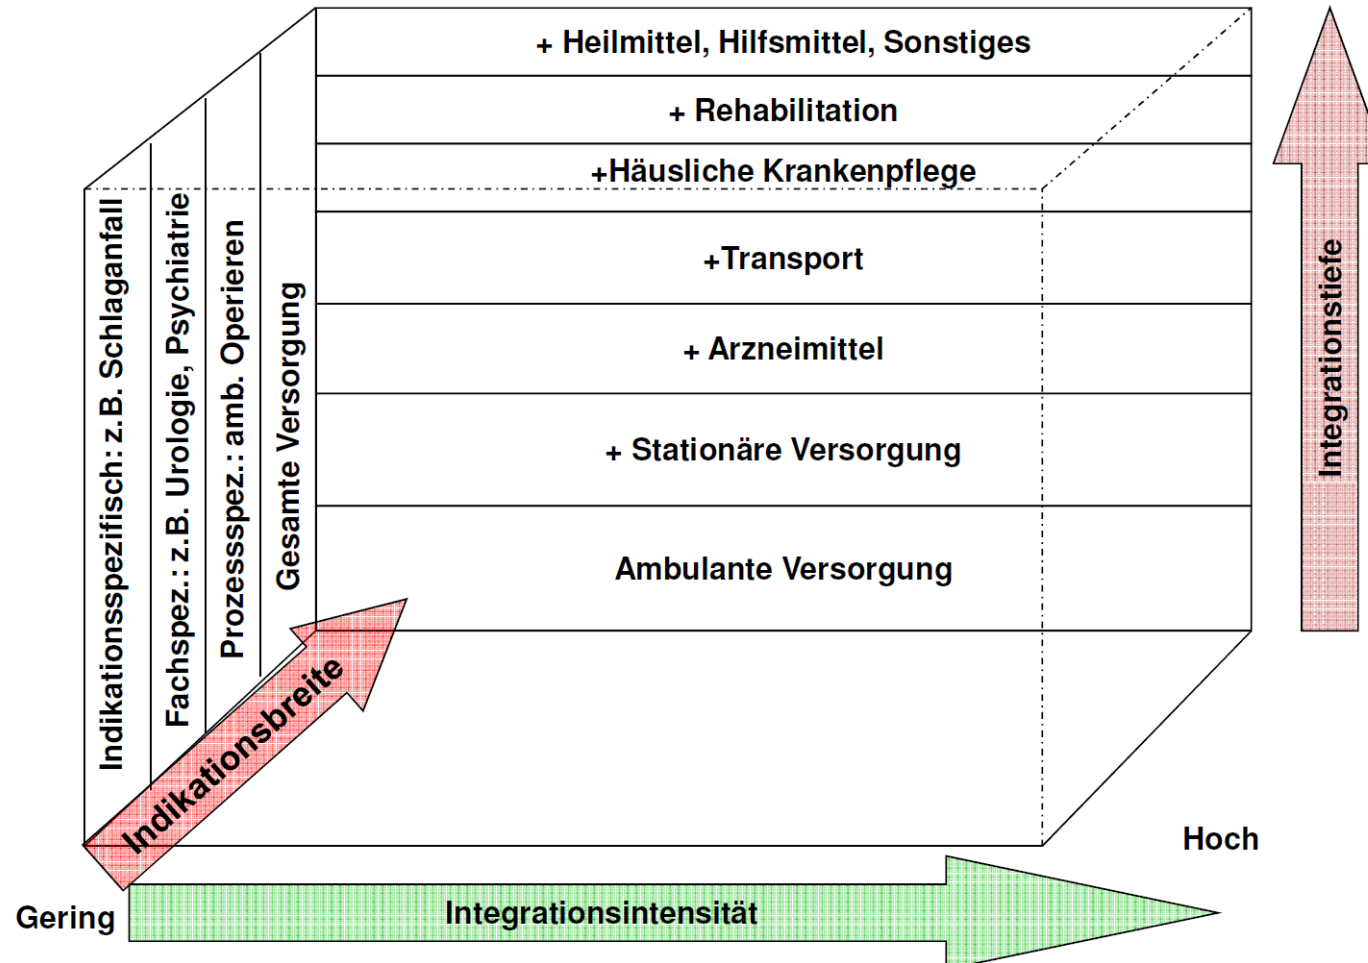 + Heilmittel, Hilfsmittel, Sonstiges
+ Rehabilitation
+Häusliche Krankenpflege
+Transport
+ Arzneimittel
+ Stationäre Versorgung
Ambulante Versorgung
Indikationsspezifisch: z.B. Schlaganfall
Fachspez.: z.B. Urologie, Psychiatrie
Prozessspez.: amb. Operieren
Gesamte Versorgung
Integrationstiefe
Indikationsbreite
Hoch
Gering
Integrationsintensität